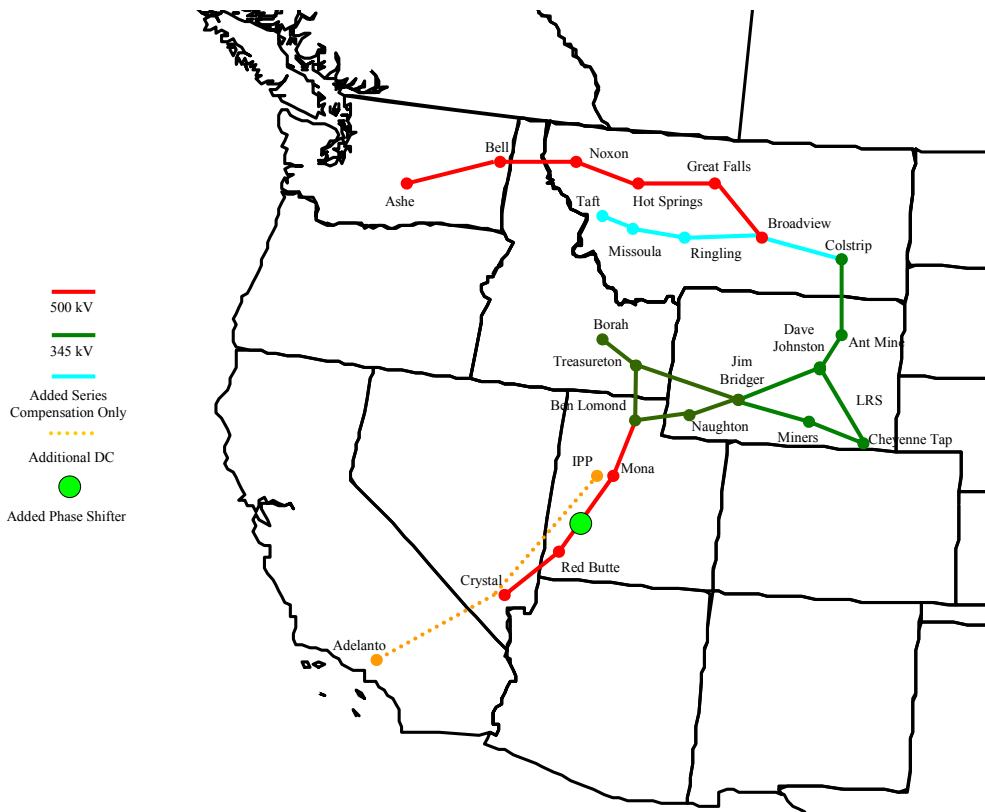 Bell
Noxon
Great Falls
Ashe
Taft
Hot Springs
Broadview
Missoula
Ringling
Colstrip
500 kV
345 kV
Added Series
Compensation Only
Additional DC
Added Phase Shifter
Borah
Dave
Johnston
Ant Mine
Treasureton
Jim
Bridger
Ben Lomond
LRS
Naughton
Miners
Cheyenne Tap
IPP
Mona
Red Butte
Crystal
Adelanto